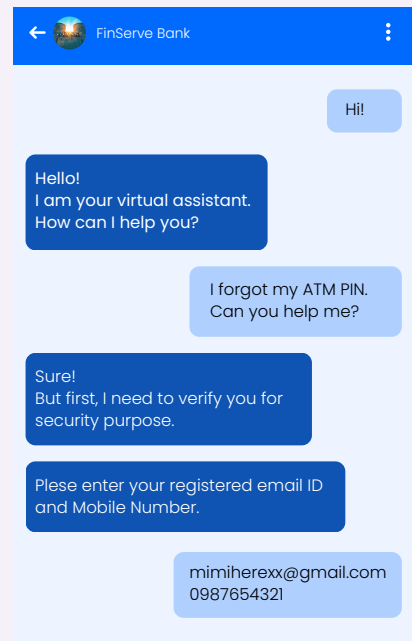 FinServe Bank
Hi!
Hello!
I am your virtual assistant.
How can I help you?
I forgot my ATM PIN.
Can you help me?
Sure!
But first, I need to verify you for
security purpose.
Plese enter your registered email ID
and Mobile Number.
mimiherexx@gmail.com
0987654321